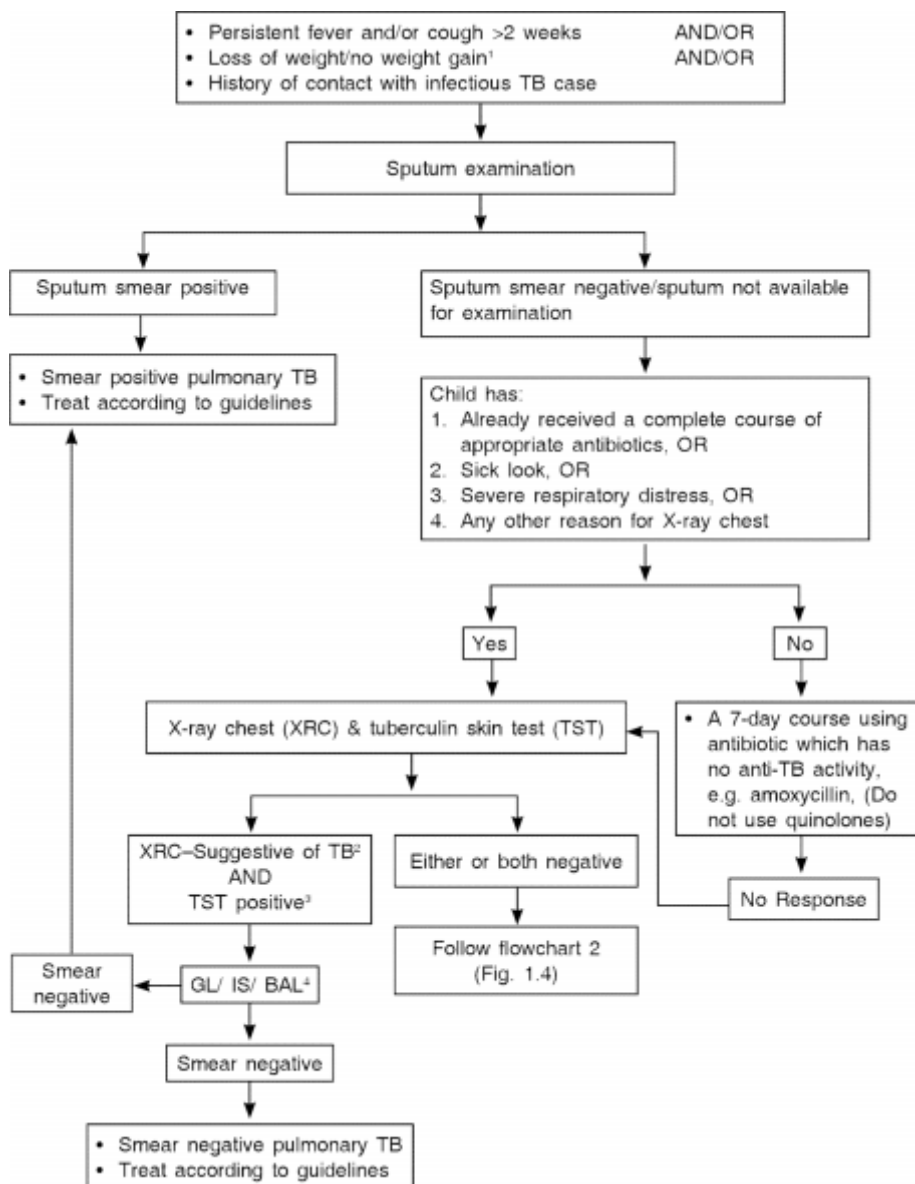 • Persistent fever and/or cough >2 weeks AND/OR
• Loss of weight/no weight gain¹ AND/OR
• History of contact with infectious TB case
Sputum examination
Sputum smear positive
Sputum smear negative/sputum not available
for examination
• Smear positive pulmonary TB
• Treat according to guidelines
Child has:
1. Already received a complete course of
appropriate antibiotics, OR
2. Sick look, OR
3. Severe respiratory distress, OR
4. Any other reason for X-ray chest
Yes
No
X-ray chest (XRC) & tuberculin skin test (TST)
• A 7-day course using
antibiotic which has
no anti-TB activity,
e.g. amoxycillin, (Do
not use quinolones)
XRC–Suggestive of TB²
AND
TST positive³
Either or both negative
No Response
Follow flowchart 2
(Fig. 1.4)
Smear
negative
GL/ IS/ BAL⁴
Smear negative
• Smear negative pulmonary TB
• Treat according to guidelines